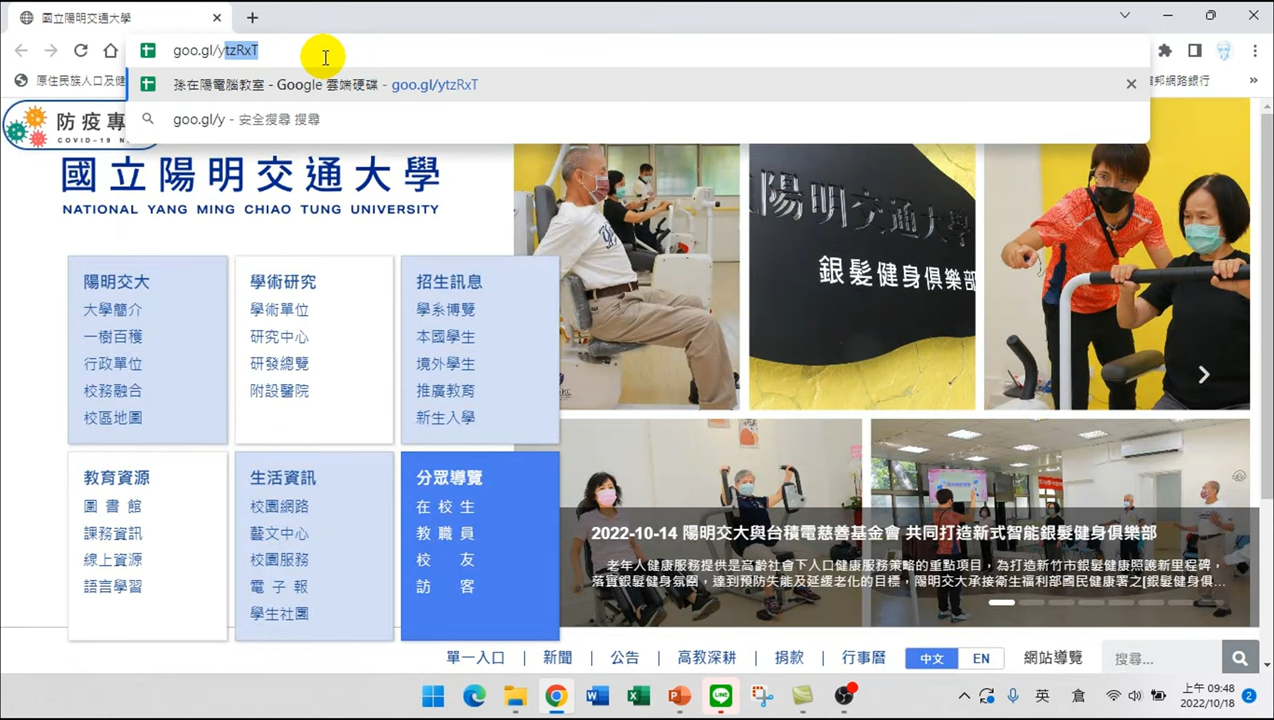 國立陽明交通大學
goo.gl/ytzRxT
原住民族人口及健
邦網路銀行
孫在陽電腦教室 - Google 雲端硬碟 - goo.gl/ytzRxT
goo.gl/y - 安全搜尋 搜尋
防疫專
COVID-19 N
國立陽明交通大學
NATIONAL YANG MING CHIAO TUNG UNIVERSITY
陽明交通大學
銀髮健身俱樂部
陽明交大
大學簡介
一樹百穫
行政單位
校務融合
校區地圖
學術研究
學術單位
研究中心
研發總覽
附設醫院
招生訊息
學系博覽
本國學生
境外學生
推廣教育
新生入學
教育資源
圖書館
課務資訊
線上資源
語言學習
生活資訊
校園網路
藝文中心
校園服務
電子報
學生社團
分眾導覽
在校生
教職員
校友
訪客
2022-10-14 陽明交大與台積電慈善基金會 共同打造新式智能銀髮健身俱樂部
老年人健康服務提供是高齡社會下人口健康服務策略的重點項目，為打造新竹市銀髮健康照護新里程碑，
落實銀髮健身氛圍，達到預防失能及延緩老化的目標，陽明交大承接衛生福利部國民健康署之[銀髮健身俱...
單一入口 | 新聞 | 公告 | 高教深耕 | 捐款 | 行事曆 中文 EN 網站導覽 搜尋...
英 倉 上午 09:48
2022/10/18 2